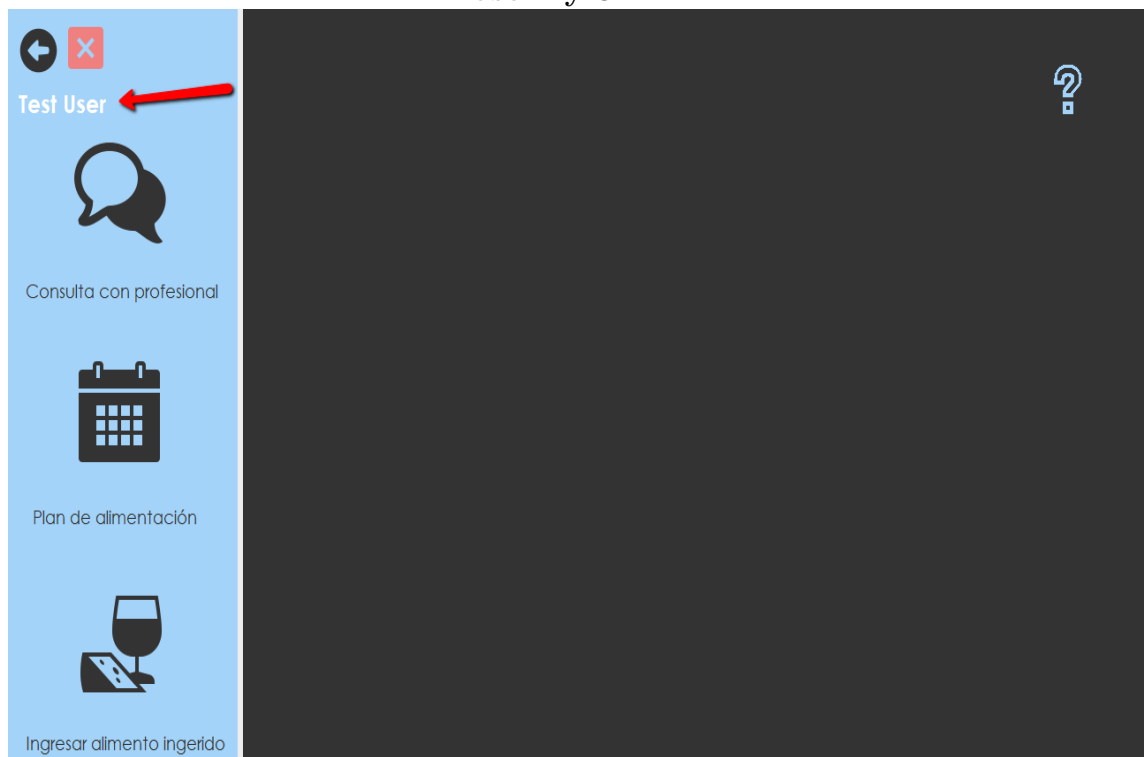 Test User
Consulta con profesional
Plan de alimentación
Ingresar alimento ingerido